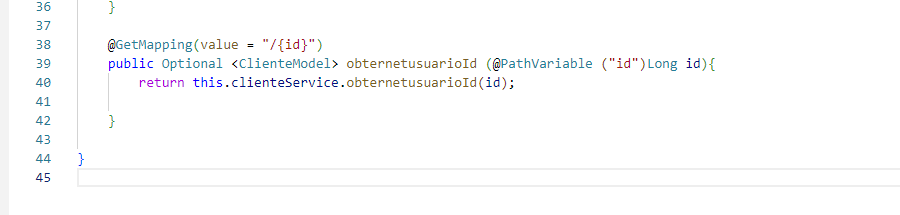 36 }
37
38 @GetMapping(value = "/{id}")
39 public Optional <ClienteModel> obternetusuarioId (@PathVariable ("id")Long id){
40 return this.clienteService.obternetusuarioId(id);
41
42 }
43
44 }
45